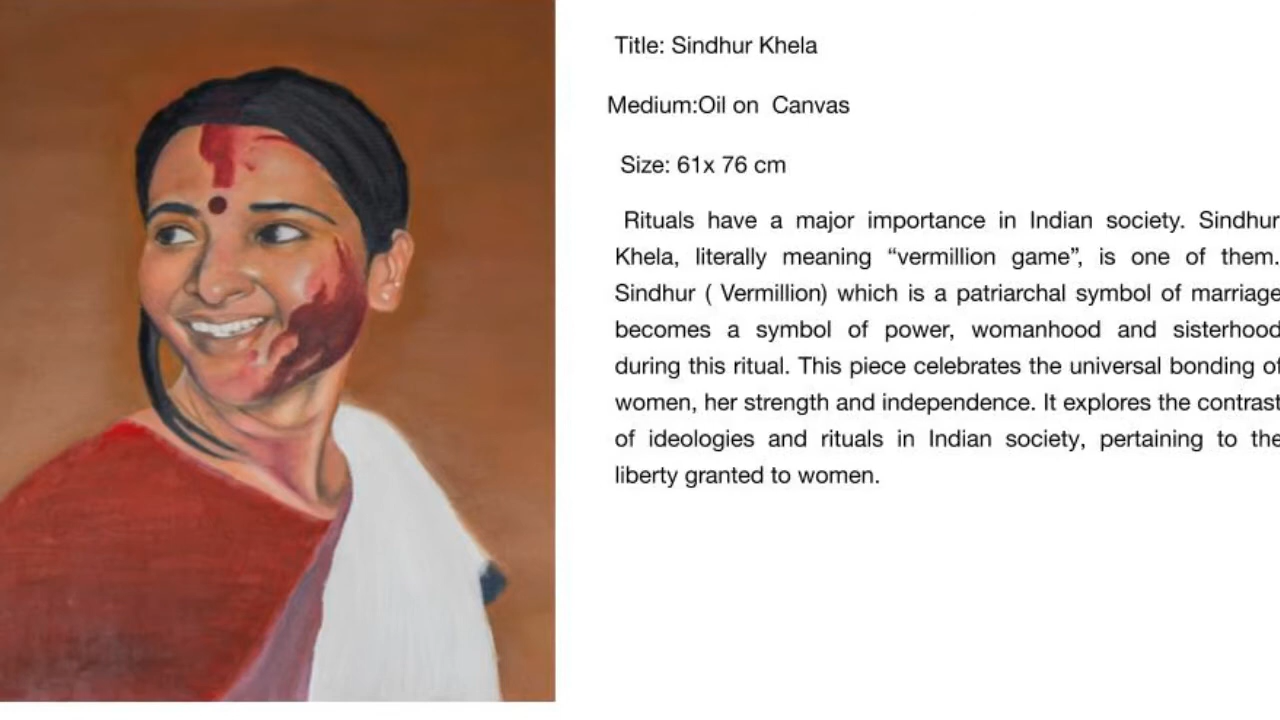 Title: Sindhur Khela
Medium:Oil on Canvas
Size: 61x 76 cm
Rituals have a major importance in Indian society. Sindhur
Khela, literally meaning “vermillion game”, is one of them.
Sindhur ( Vermillion) which is a patriarchal symbol of marriage
becomes a symbol of power, womanhood and sisterhood
during this ritual. This piece celebrates the universal bonding of
women, her strength and independence. It explores the contrast
of ideologies and rituals in Indian society, pertaining to the
liberty granted to women.